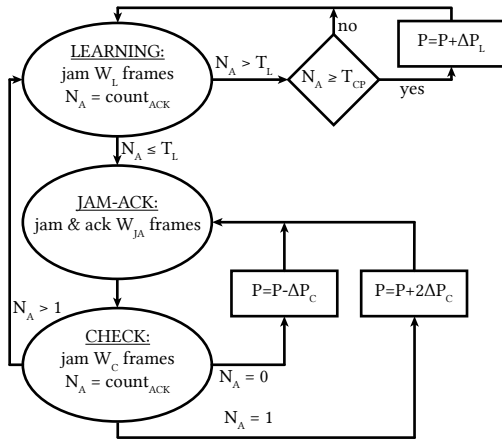 no
LEARNING:
jam W_L frames
N_A = count_ACK
N_A > T_L
N_A ≥ T_CP
yes
P=P+ΔP_L
N_A ≤ T_L
JAM-ACK:
jam & ack W_JA frames
N_A > 1
CHECK:
jam W_C frames
N_A = count_ACK
N_A = 0
P=P-ΔP_C
P=P+2ΔP_C
N_A = 1